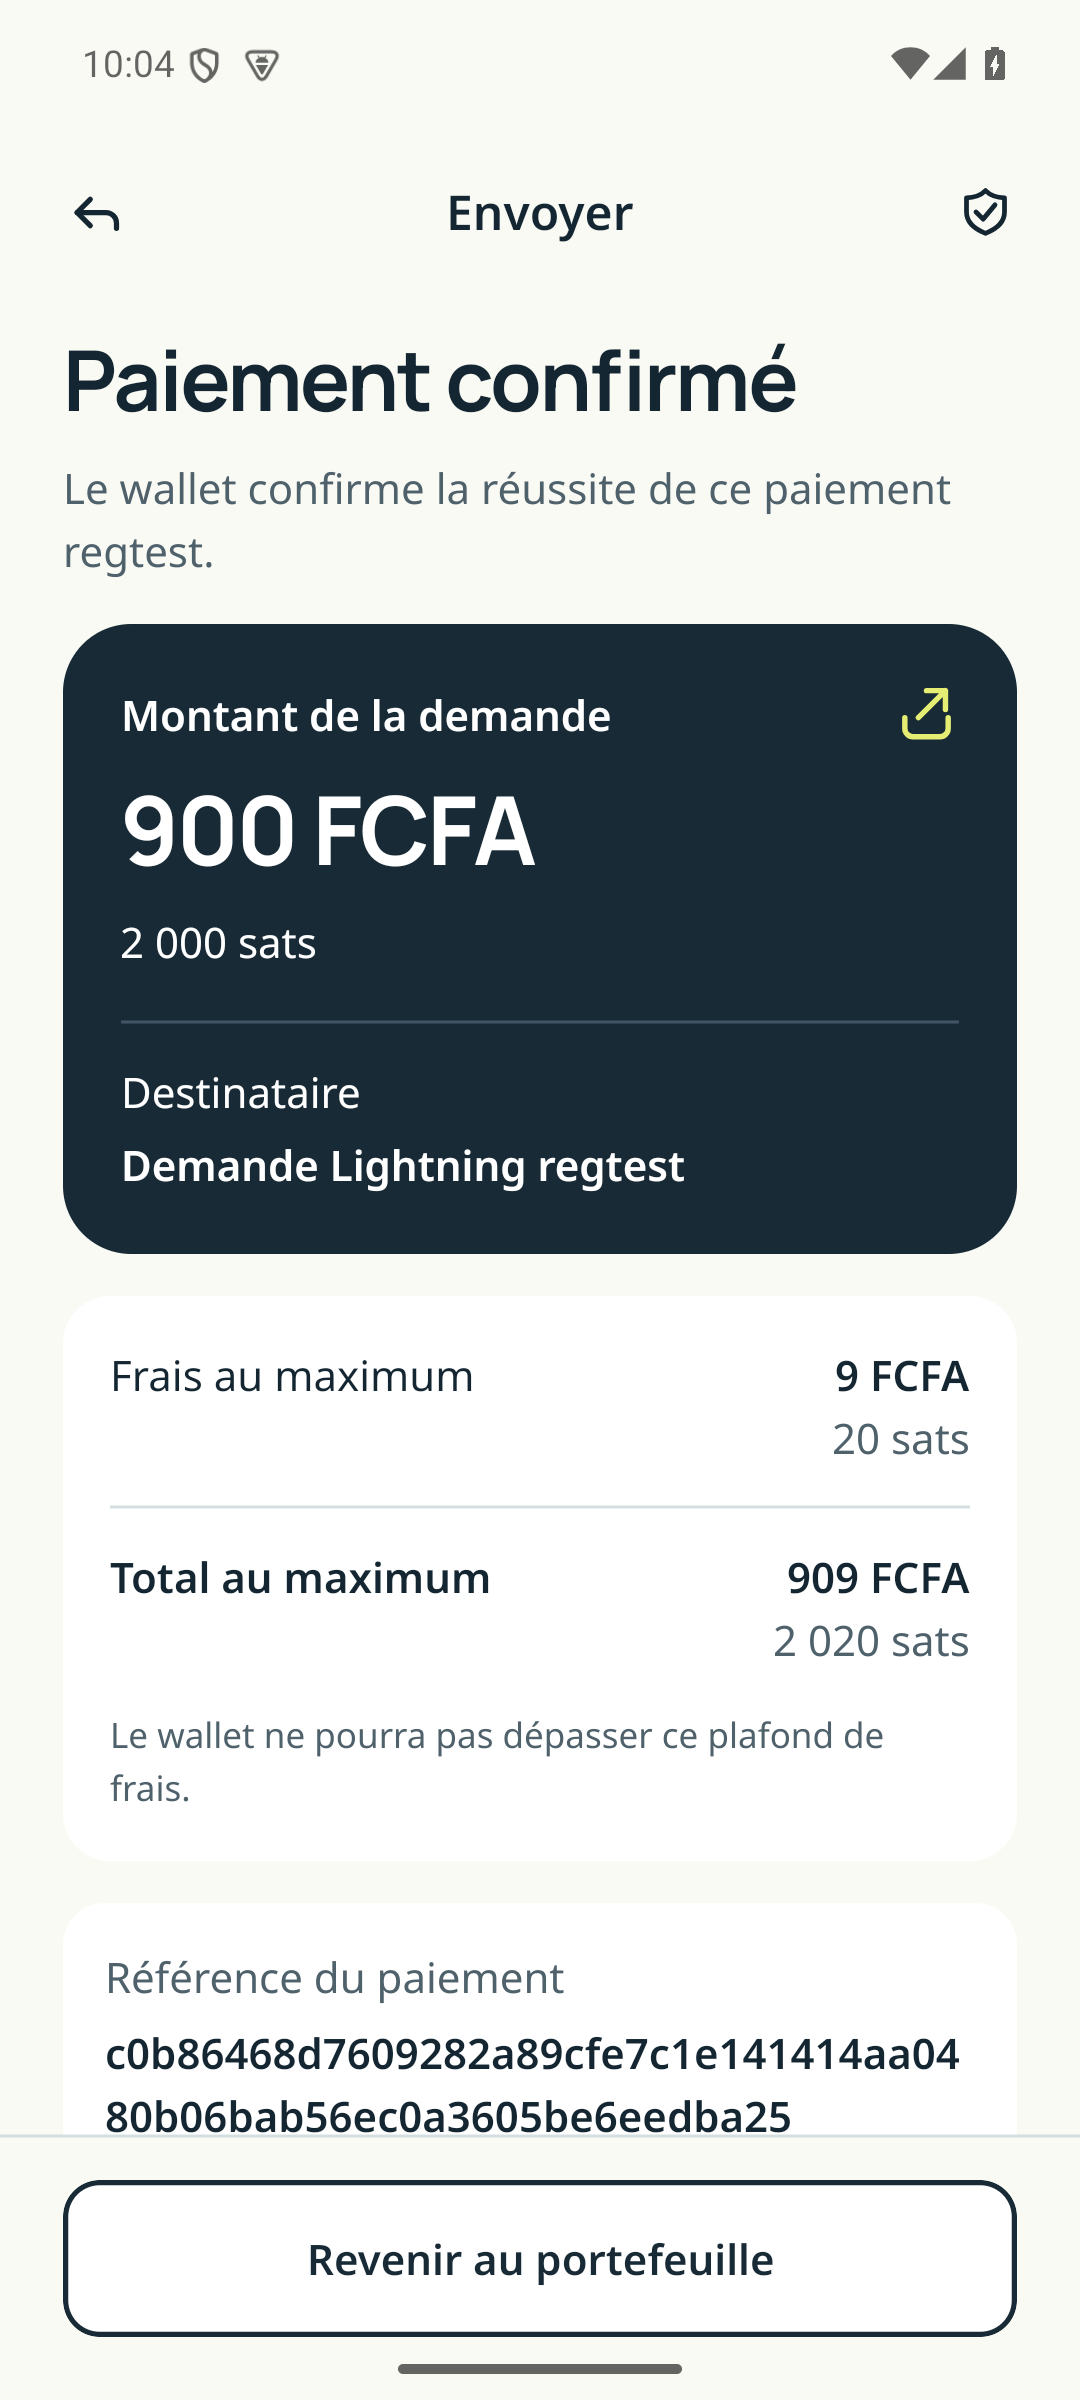 10:04
Envoyer
Paiement confirmé
Le wallet confirme la réussite de ce paiement
regtest.
Montant de la demande
900 FCFA
2 000 sats
Destinataire
Demande Lightning regtest
Frais au maximum
9 FCFA
20 sats
Total au maximum
909 FCFA
2 020 sats
Le wallet ne pourra pas dépasser ce plafond de
frais.
Référence du paiement
c0b86468d7609282a89cfe7c1e141414aa04
80b06bab56ec0a3605be6eedba25
Revenir au portefeuille